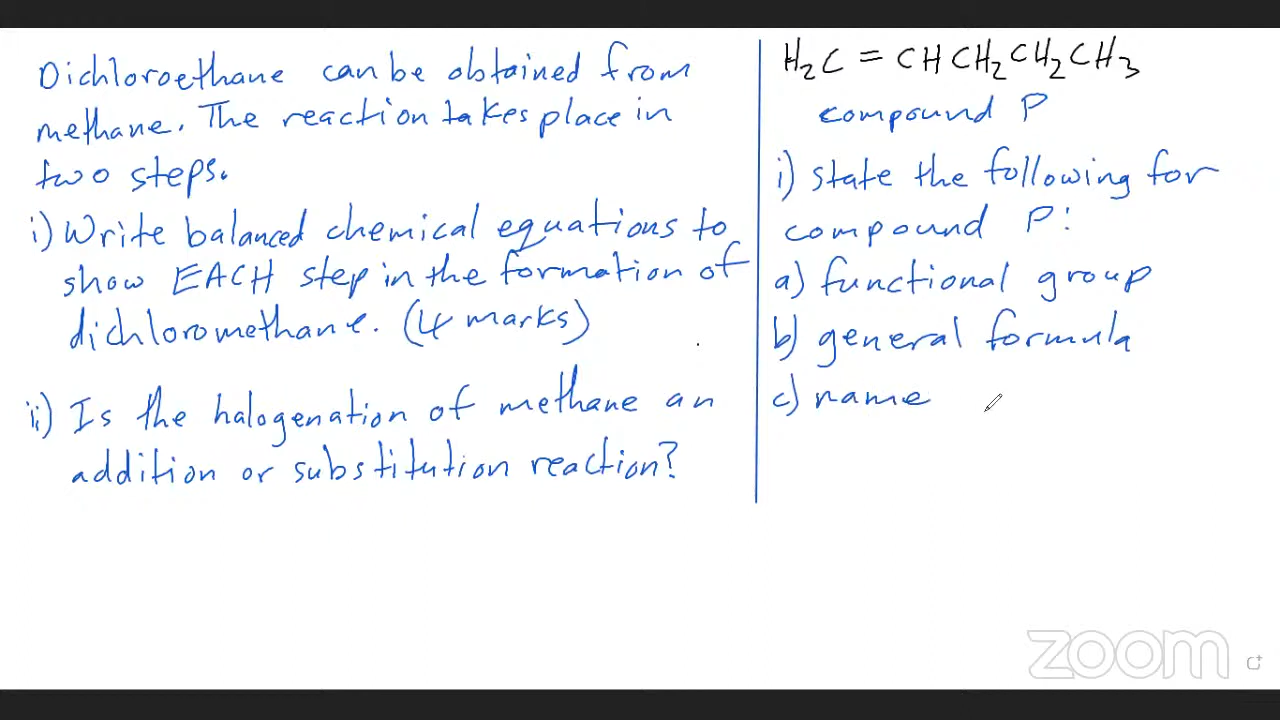 Dichloroethane can be obtained from
methane. The reaction takes place in
two steps.
i) Write balanced chemical equations to
show EACH step in the formation of
dichloromethane. (4 marks)
ii) Is the halogenation of methane an
addition or substitution reaction?
H₂C = CHCH₂CH₂CH₃
compound P
i) state the following for
compound P:
a) functional group
b) general formula
c) name
zoom